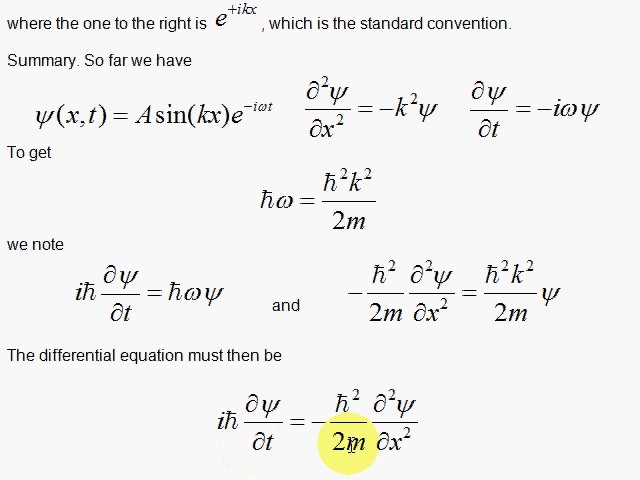 where the one to the right is e^{+ikx}, which is the standard convention.
Summary. So far we have
ψ(x,t) = A sin(kx)e^{−iωt}   ∂²ψ/∂x² = −k²ψ   ∂ψ/∂t = −iωψ
To get
ħω = ħ²k²/2m
we note
iħ ∂ψ/∂t = ħωψ   and   −ħ²/2m ∂²ψ/∂x² = ħ²k²/2m ψ
The differential equation must then be
iħ ∂ψ/∂t = −ħ²/2m ∂²ψ/∂x²